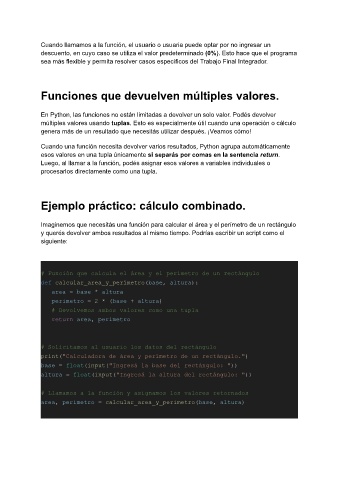 Cuando llamamos a la función, el usuario o usuaria puede optar por no ingresar un
descuento, en cuyo caso se utiliza el valor predeterminado (0%). Esto hace que el programa
sea más flexible y permita resolver casos específicos del Trabajo Final Integrador.
Funciones que devuelven múltiples valores.
En Python, las funciones no están limitadas a devolver un solo valor. Podés devolver
múltiples valores usando tuplas. Esto es especialmente útil cuando una operación o cálculo
genera más de un resultado que necesitás utilizar después. ¡Veamos cómo!
Cuando una función necesita devolver varios resultados, Python agrupa automáticamente
esos valores en una tupla únicamente si separás por comas en la sentencia return.
Luego, al llamar a la función, podés asignar esos valores a variables individuales o
procesarlos directamente como una tupla.
Ejemplo práctico: cálculo combinado.
Imaginemos que necesitás una función para calcular el área y el perímetro de un rectángulo
y querés devolver ambos resultados al mismo tiempo. Podrías escribir un script como el
siguiente:
# Función que calcula el área y el perímetro de un rectángulo
def calcular_area_y_perimetro(base, altura):
area = base * altura
perimetro = 2 * (base + altura)
# Devolvemos ambos valores como una tupla
return area, perimetro
# Solicitamos al usuario los datos del rectángulo
print("Calculadora de área y perímetro de un rectángulo.")
base = float(input("Ingresá la base del rectángulo: "))
altura = float(input("Ingresá la altura del rectángulo: "))
# Llamamos a la función y asignamos los valores retornados
area, perimetro = calcular_area_y_perimetro(base, altura)